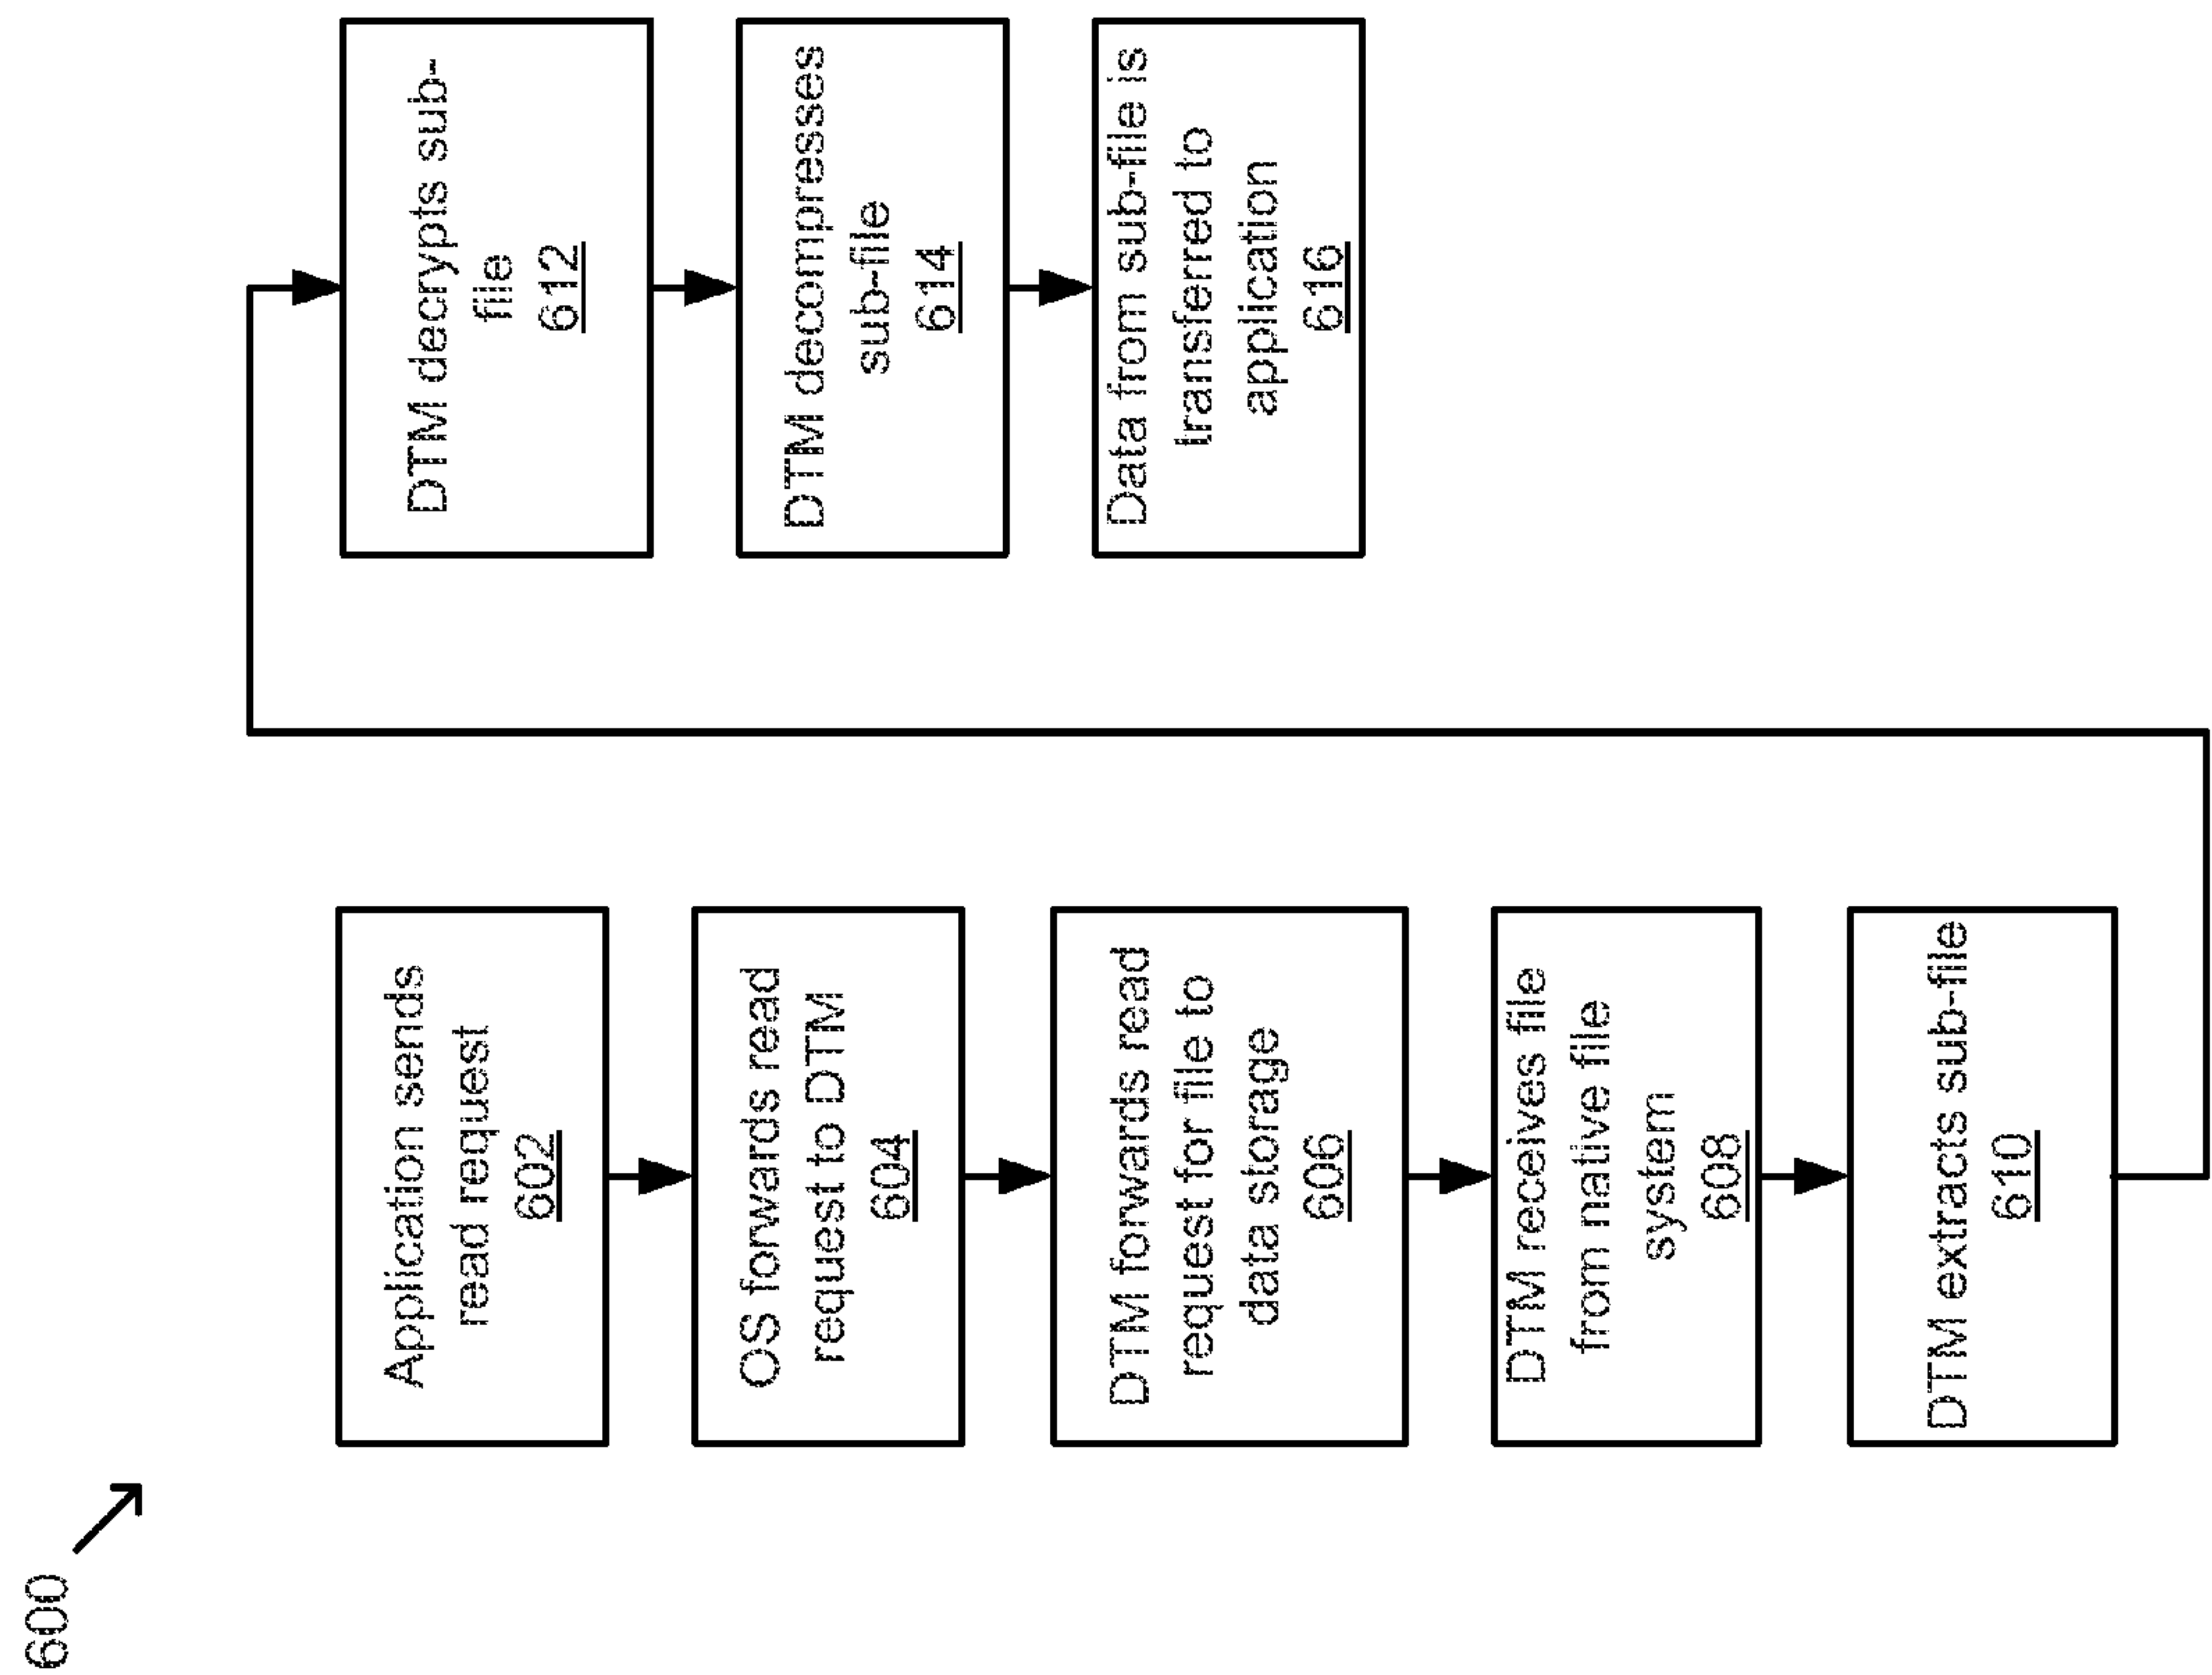 600
Application sends
read request
602
OS forwards read
request to DTM
604
DTM forwards read
request for file to
data storage
606
DTM receives file
from native file
system
608
DTM extracts sub-file
610
DTM decrypts sub-
file
612
DTM decompresses
sub-file
614
Data from sub-file is
transferred to
application
616